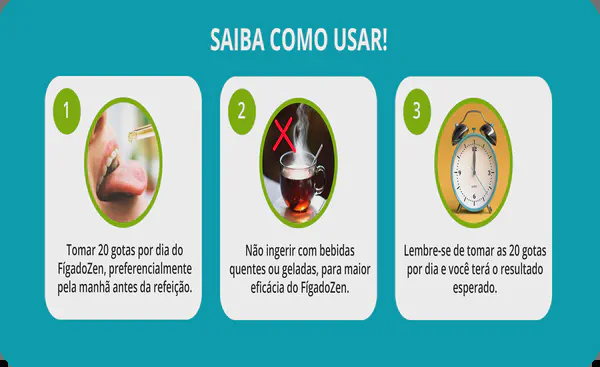 SAIBA COMO USAR!
1
Tomar 20 gotas por dia do
FígadoZen, preferencialmente
pela manhã antes da refeição.
2
Não ingerir com bebidas
quentes ou geladas, para maior
eficácia do FígadoZen.
3
Lembre-se de tomar as 20 gotas
por dia e você terá o resultado
esperado.